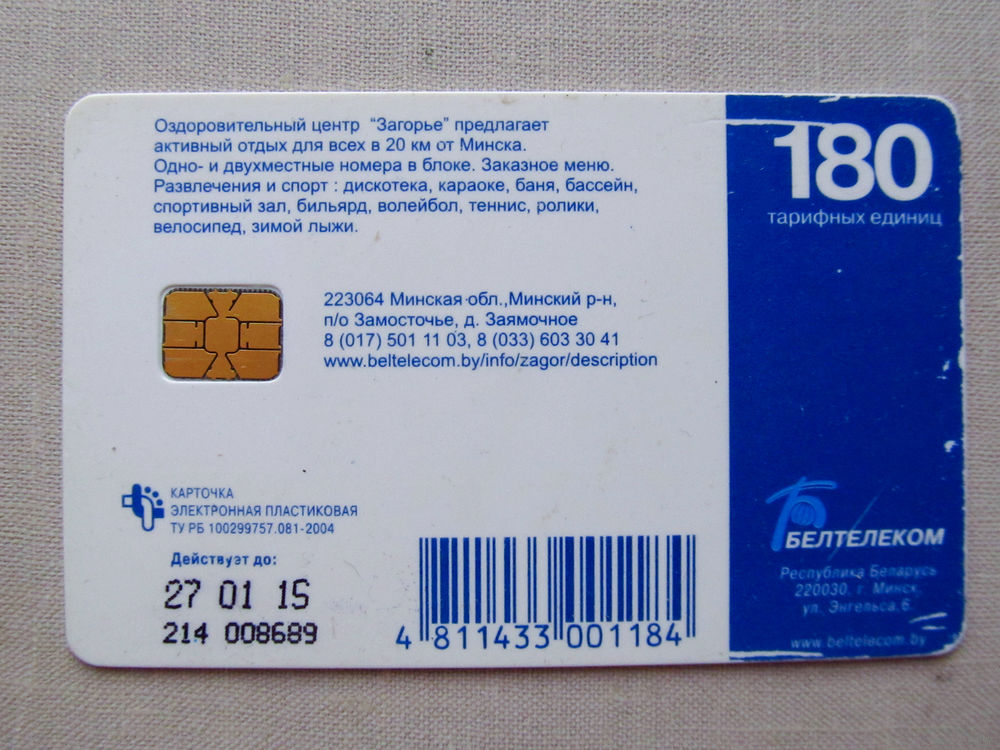 Оздоровительный центр "Загорье" предлагает
активный отдых для всех в 20 км от Минска.
Одно- и двухместные номера в блоке. Заказное меню.
Развлечения и спорт : дискотека, караоке, баня, бассейн,
спортивный зал, бильярд, волейбол, теннис, ролики,
велосипед, зимой лыжи.
180
тарифных единиц
223064 Минская обл.,Минский р-н,
п/о Замосточье, д. Заямочное
8 (017) 501 11 03, 8 (033) 603 30 41
www.beltelecom.by/info/zagor/description
КАРТОЧКА
ЭЛЕКТРОННАЯ ПЛАСТИКОВАЯ
ТУ РБ 100299757.081-2004
Действует до:
27 01 15
214 008689
4 811433 001184
БЕЛТЕЛЕКОМ
Республика Беларусь
220030, г. Минск,
ул. Энгельса,6
www.beltelecom.by